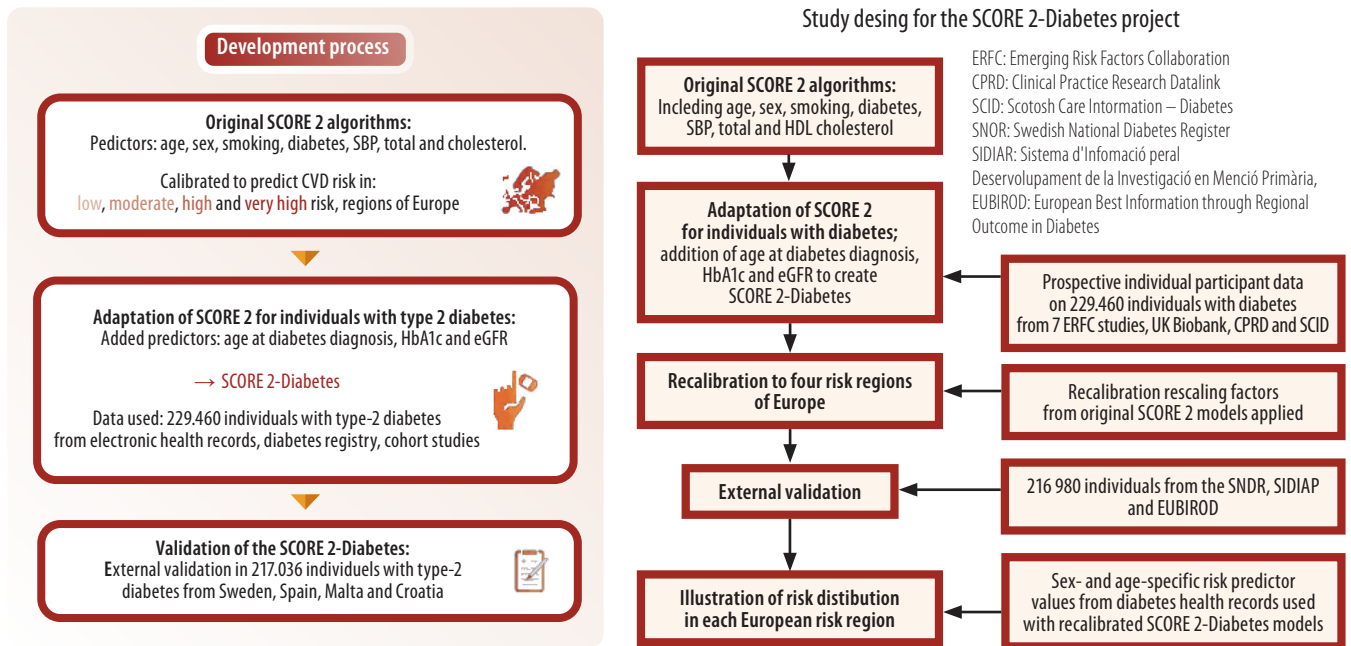 Development process
Original SCORE 2 algorithms:
Pedictors: age, sex, smoking, diabetes, SBP, total and cholesterol.
Calibrated to predict CVD risk in:
low, moderate, high and very high risk, regions of Europe
Adaptation of SCORE 2 for individuals with type 2 diabetes:
Added predictors: age at diabetes diagnosis, HbA1c and eGFR
→ SCORE 2-Diabetes
Data used: 229.460 individuals with type-2 diabetes
from electronic health records, diabetes registry, cohort studies
Validation of the SCORE 2-Diabetes:
External validation in 217.036 individuels with type-2
diabetes from Sweden, Spain, Malta and Croatia
Study desing for the SCORE 2-Diabetes project
ERFC: Emerging Risk Factors Collaboration
CPRD: Clinical Practice Research Datalink
SCID: Scotosh Care Intormation – Diabetes
SNOR: Swedish National Diabetes Register
SIDIAR: Sistema d'Infomació peral
Deservolupament de la Investigació en Menció Primària,
EUBIROD: European Best Information through Regional
Outcome in Diabetes
Original SCORE 2 algorithms:
Incleding age, sex, smoking, diabetes,
SBP, total and HDL cholesterol
Adaptation of SCORE 2
for individuals with diabetes;
addition of age at diabetes diagnosis,
HbA1c and eGFR to create
SCORE 2-Diabetes
Prospective individual participant data
on 229.460 individuals with diabetes
from 7 ERFC studies, UK Biobank, CPRD and SCID
Recalibration to four risk regions
of Europe
Recalibration rescaling factors
from original SCORE 2 models applied
External validation
216 980 individuals from the SNDR, SIDIAP
and EUBIROD
Illustration of risk distibution
in each European risk region
Sex- and age-specific risk predictor
values from diabetes health records used
with recalibrated SCORE 2-Diabetes models